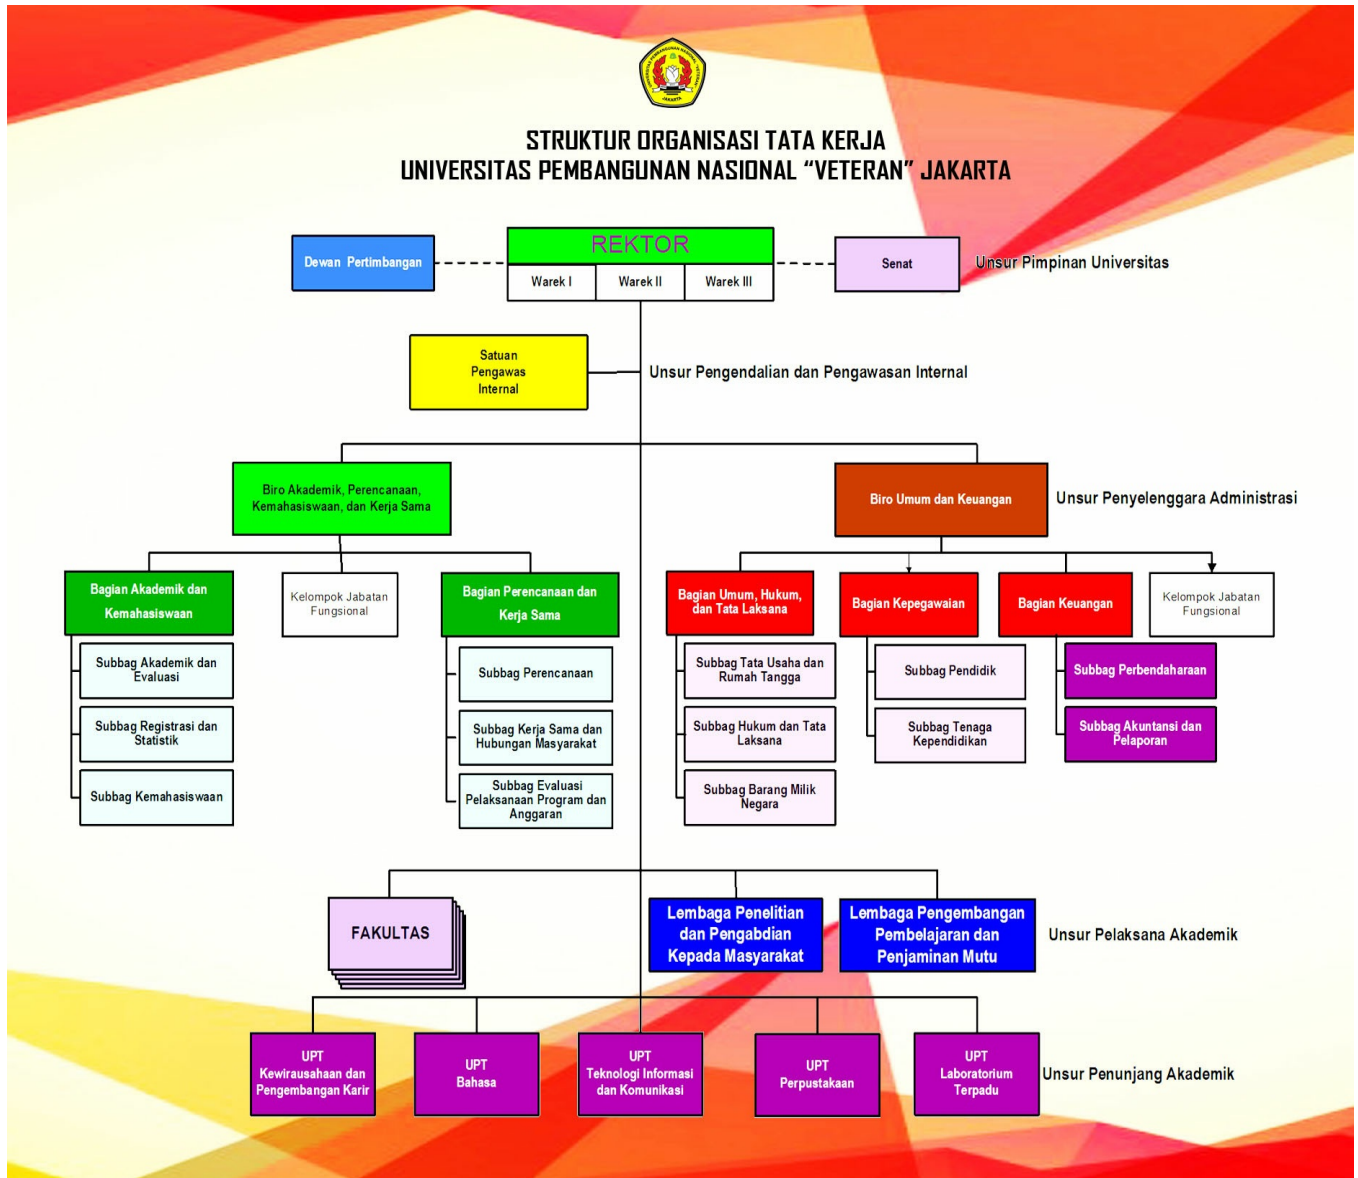 UNIVERSITAS PEMBANGUNAN NASIONAL "VETERAN"
JAKARTA
STRUKTUR ORGANISASI TATA KERJA
UNIVERSITAS PEMBANGUNAN NASIONAL “VETERAN” JAKARTA
REKTOR
Dewan Pertimbangan
Warek I
Warek II
Warek III
Senat
Unsur Pimpinan Universitas
Satuan
Pengawas
Internal
Unsur Pengendalian dan Pengawasan Internal
Biro Akademik, Perencanaan,
Kemahasiswaan, dan Kerja Sama
Biro Umum dan Keuangan
Unsur Penyelenggara Administrasi
Bagian Akademik dan
Kemahasiswaan
Kelompok Jabatan
Fungsional
Bagian Perencanaan dan
Kerja Sama
Bagian Umum, Hukum,
dan Tata Laksana
Bagian Kepegawaian
Bagian Keuangan
Kelompok Jabatan
Fungsional
Subbag Akademik dan
Evaluasi
Subbag Registrasi dan
Statistik
Subbag Kemahasiswaan
Subbag Perencanaan
Subbag Kerja Sama dan
Hubungan Masyarakat
Subbag Evaluasi
Pelaksanaan Program dan
Anggaran
Subbag Tata Usaha dan
Rumah Tangga
Subbag Hukum dan Tata
Laksana
Subbag Barang Milik
Negara
Subbag Pendidik
Subbag Tenaga
Kependidikan
Subbag Perbendaharaan
Subbag Akuntansi dan
Pelaporan
FAKULTAS
Lembaga Penelitian
dan Pengabdian
Kepada Masyarakat
Lembaga Pengembangan
Pembelajaran dan
Penjaminan Mutu
Unsur Pelaksana Akademik
UPT
Kewirausahaan dan
Pengembangan Karir
UPT
Bahasa
UPT
Teknologi Informasi
dan Komunikasi
UPT
Perpustakaan
UPT
Laboratorium
Terpadu
Unsur Penunjang Akademik